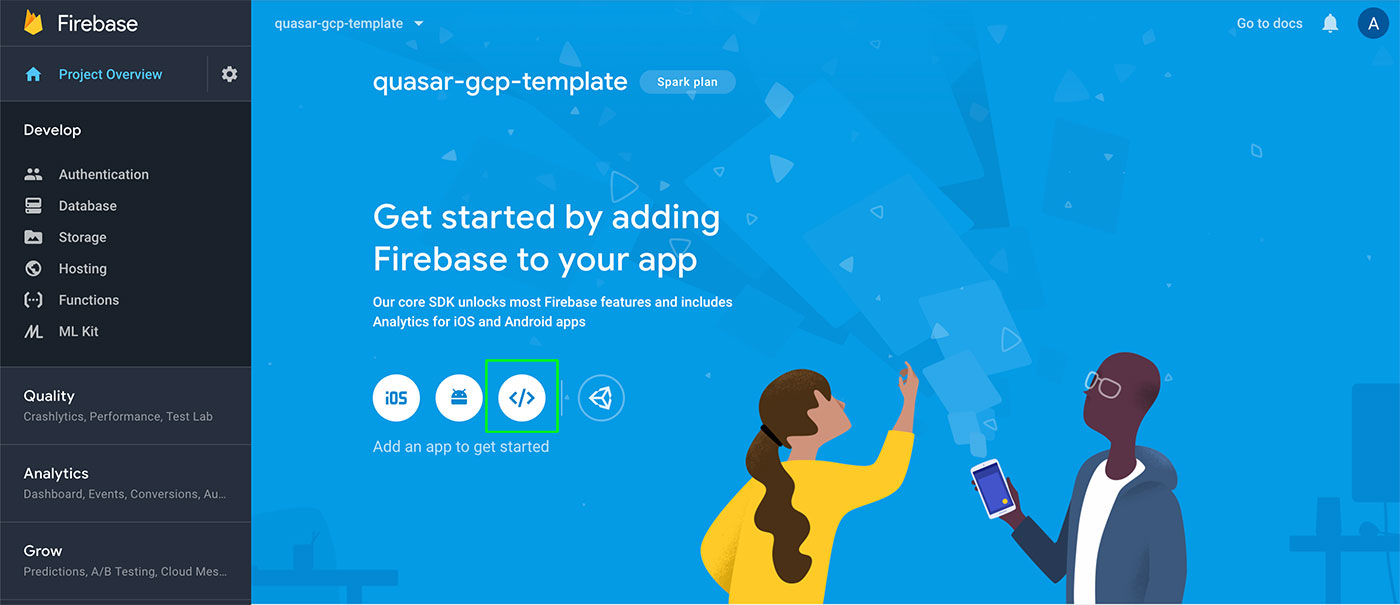 Firebase
quasar-gcp-template
Go to docs
A
Project Overview
quasar-gcp-template
Spark plan
Develop
Authentication
Database
Storage
Hosting
Functions
ML Kit
Get started by adding
Firebase to your app
Our core SDK unlocks most Firebase features and includes
Analytics for iOS and Android apps
iOS
</>
Add an app to get started
Quality
Crashlytics, Performance, Test Lab
Analytics
Dashboard, Events, Conversions, Au...
Grow
Predictions, A/B Testing, Cloud Mes...